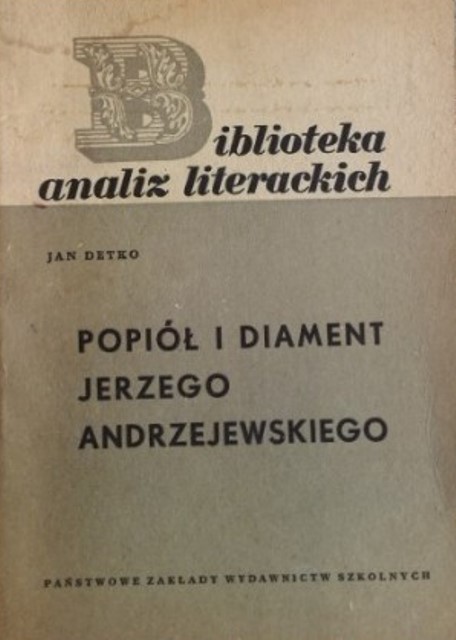 Biblioteka
analiz literackich
JAN DETKO
POPIÓŁ I DIAMENT
JERZEGO
ANDRZEJEWSKIEGO
PAŃSTWOWE ZAKŁADY WYDAWNICTW SZKOLNYCH